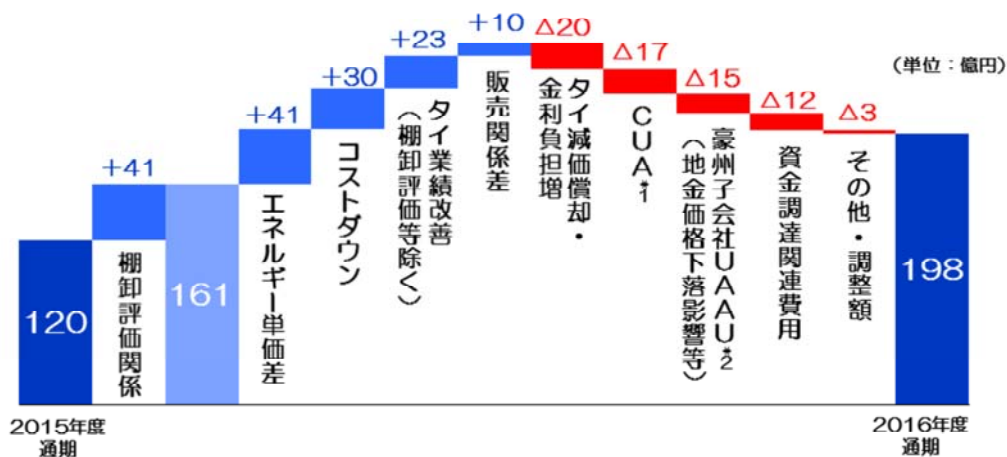 (単位：億円)
120
+41
161
+41
+30
+23
+10
△20
△17
△15
△12
△3
198
棚卸評価関係
エネルギー単価差
コストダウン
タイ業績改善
（棚卸評価等除く）
販売関係差
タイ減価償却・
金利負担増
CUA*1
豪州子会社UAAU*2
（地金価格下落影響等）
資金調達関連費用
その他・調整額
2015年度
通期
2016年度
通期